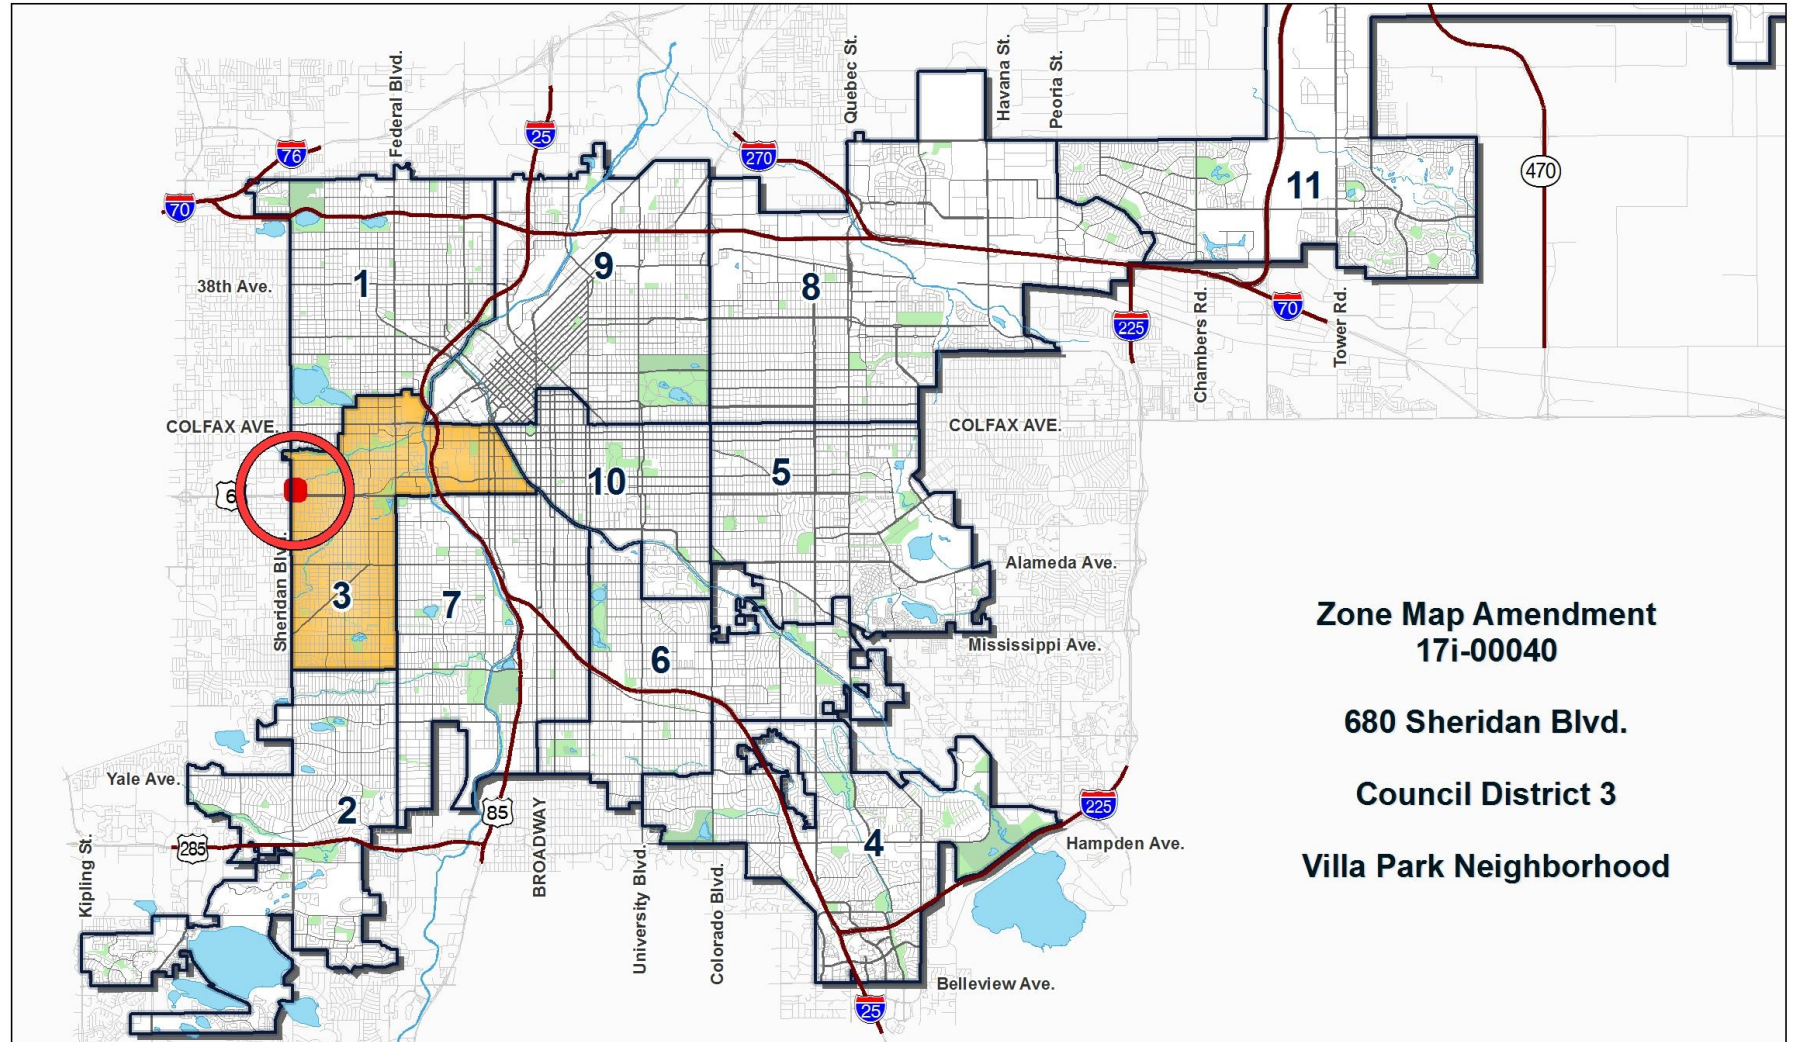 Federal Blvd.
Quebec St.
Havana St.
Peoria St.
76
25
270
70
470
11
38th Ave.
1
9
8
70
225
Chambers Rd.
Tower Rd.
COLFAX AVE.
COLFAX AVE.
6
10
5
Sheridan Blvd.
3
7
Alameda Ave.
Mississippi Ave.
6
Yale Ave.
2
85
285
Kipling St.
BROADWAY
University Blvd.
Colorado Blvd.
4
225
Hampden Ave.
Belleview Ave.
25
Zone Map Amendment
17i-00040
680 Sheridan Blvd.
Council District 3
Villa Park Neighborhood